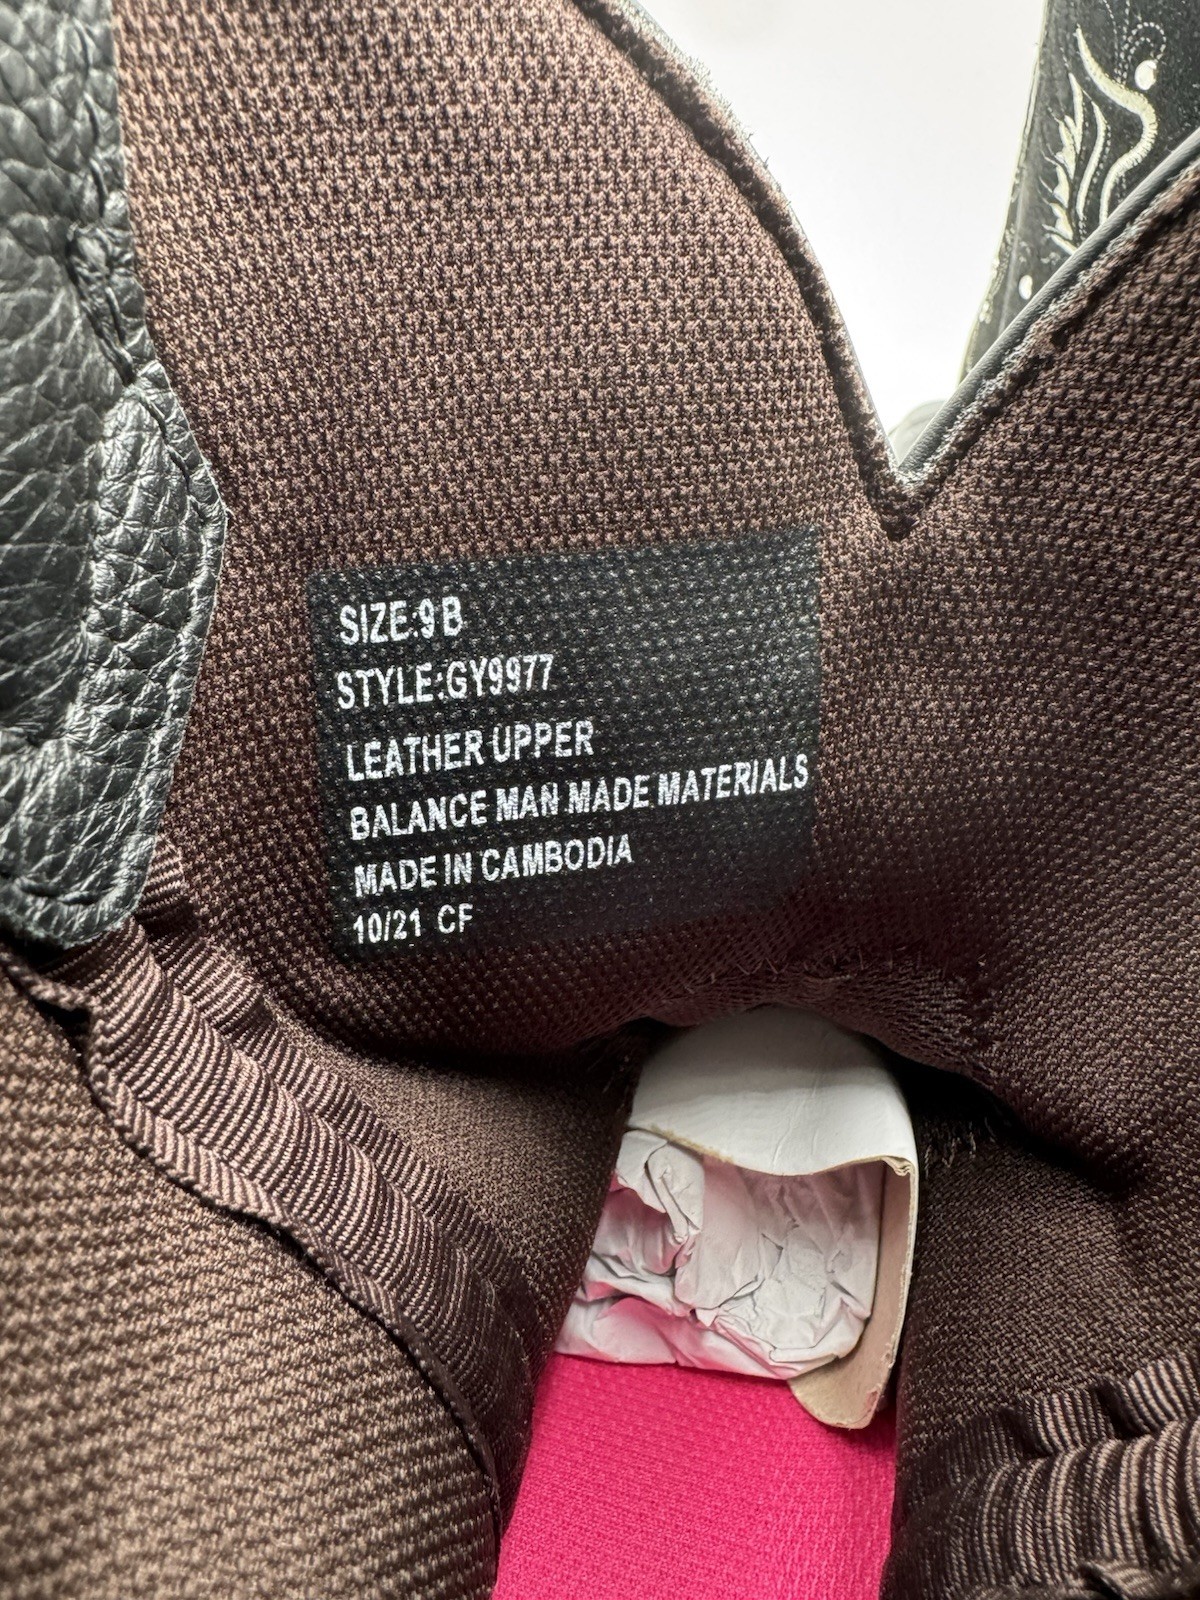 SIZE:9 B
STYLE:GY9977
LEATHER UPPER
BALANCE MAN MADE MATERIALS
MADE IN CAMBODIA
10/21 CF